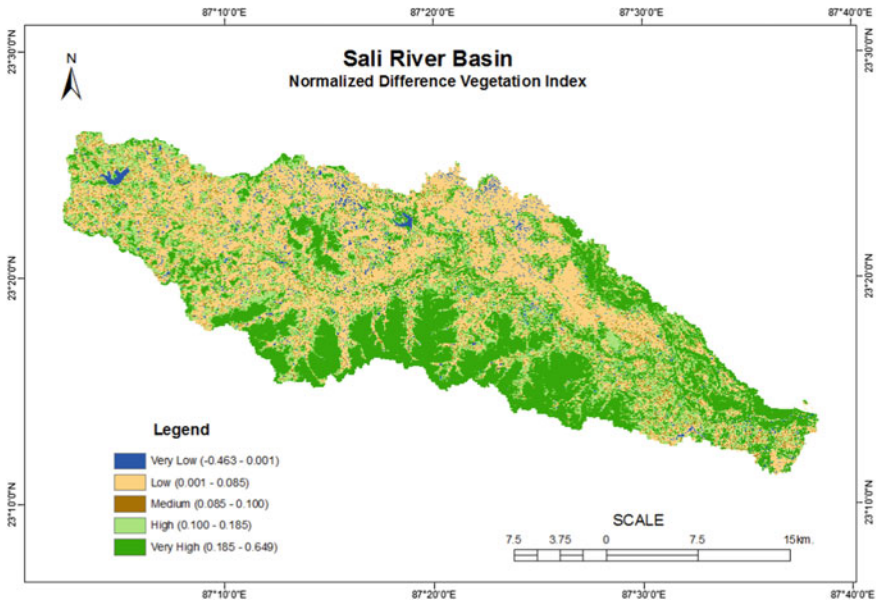 87°10'0"E 87°20'0"E 87°30'0"E 87°40'0"E
23°30'0"N 23°30'0"N
Sali River Basin
Normalized Difference Vegetation Index
N
23°20'0"N 23°20'0"N
Legend
Very Low (-0.463 - 0.001)
Low (0.001 - 0.085)
Medium (0.085 - 0.100)
High (0.100 - 0.185)
Very High (0.185 - 0.649)
23°10'0"N 23°10'0"N
SCALE
7.5 3.75 0 7.5 15km.
87°10'0"E 87°20'0"E 87°30'0"E 87°40'0"E